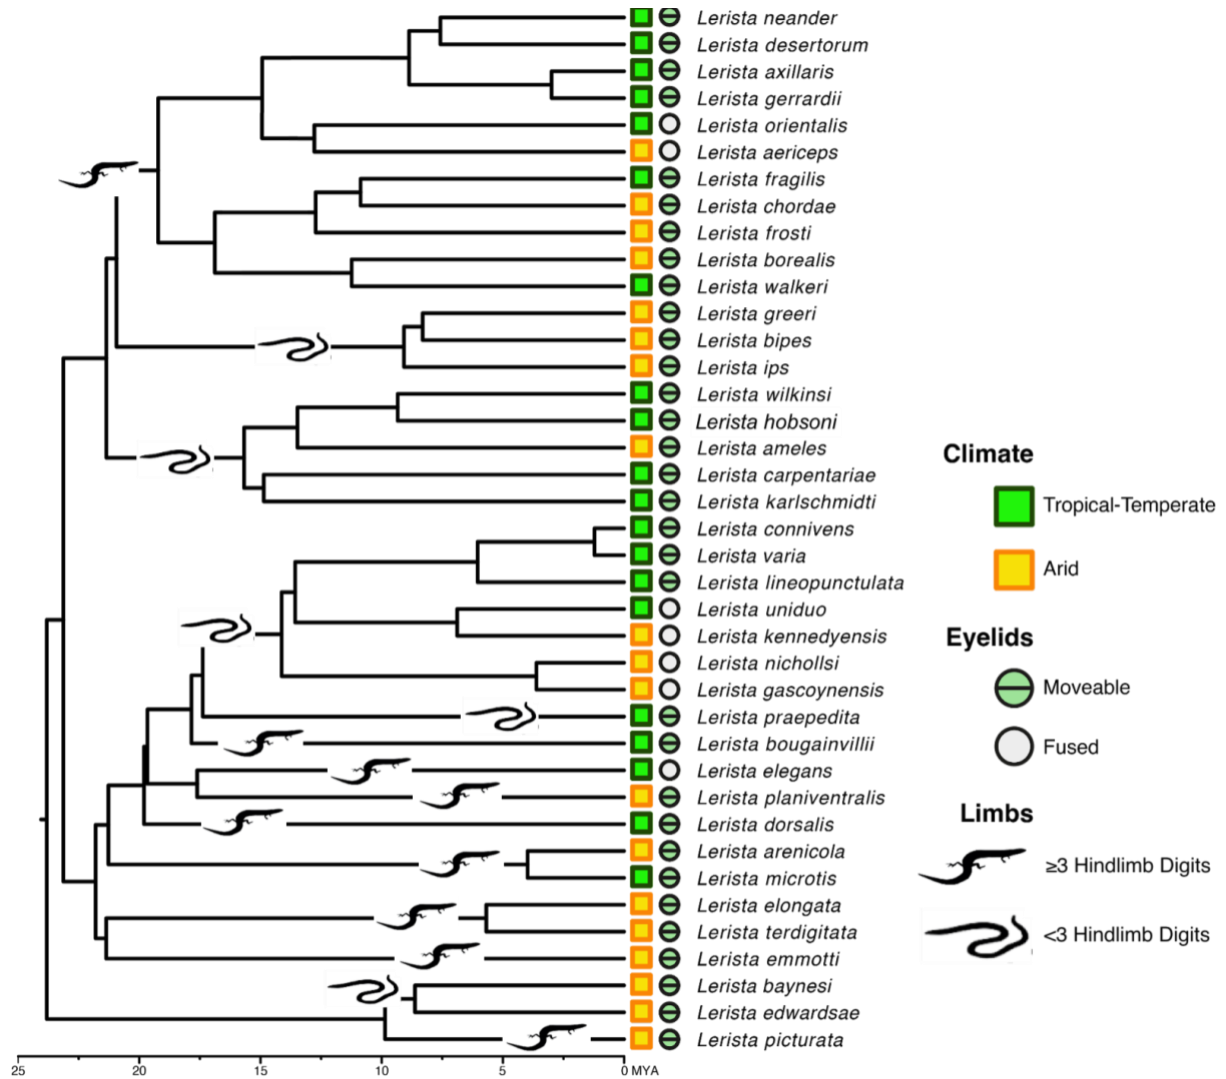 Lerista neander
Lerista desertorum
Lerista axillaris
Lerista gerrardii
Lerista orientalis
Lerista aericeps
Lerista fragilis
Lerista chordae
Lerista frosti
Lerista borealis
Lerista walkeri
Lerista greeri
Lerista bipes
Lerista ips
Lerista wilkinsi
Lerista hobsoni
Lerista ameles
Lerista carpentariae
Lerista karlschmidti
Lerista connivens
Lerista varia
Lerista lineopunctulata
Lerista uniduo
Lerista kennedyensis
Lerista nichollsi
Lerista gascoynensis
Lerista praepedita
Lerista bougainvillii
Lerista elegans
Lerista planiventralis
Lerista dorsalis
Lerista arenicola
Lerista microtis
Lerista elongata
Lerista terdigitata
Lerista emmotti
Lerista baynesi
Lerista edwardsae
Lerista picturata
Climate
Tropical-Temperate
Arid
Eyelids
Moveable
Fused
Limbs
≥3 Hindlimb Digits
<3 Hindlimb Digits
25 20 15 10 5 0 MYA